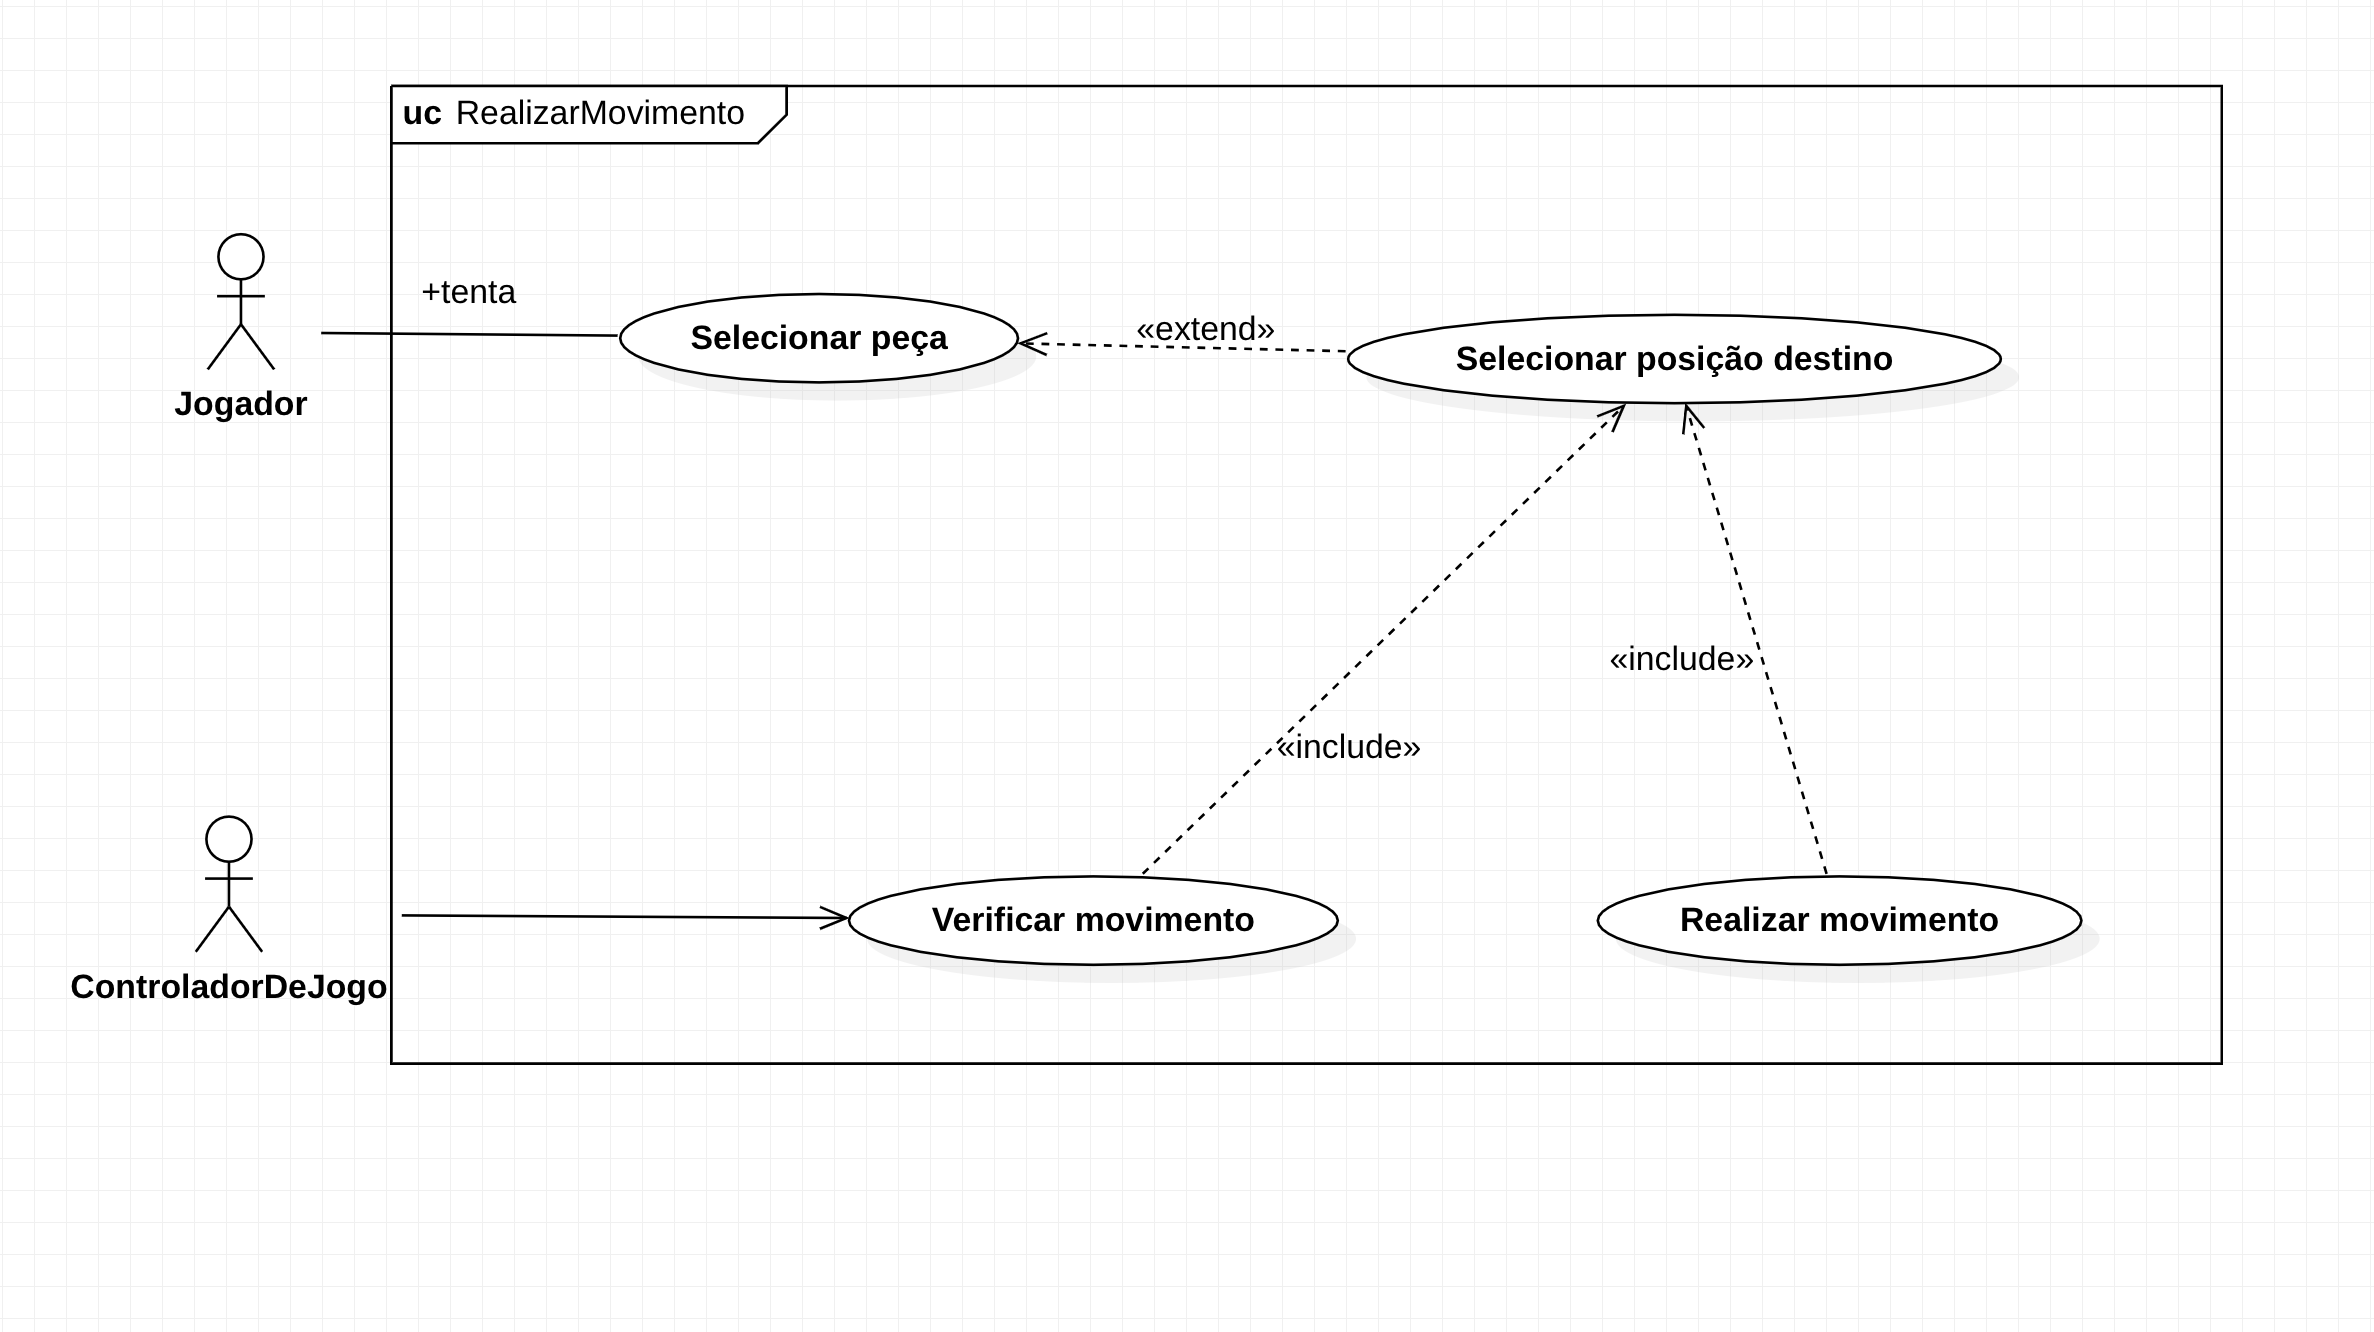 uc RealizarMovimento
+tenta
Selecionar peça
«extend»
Selecionar posição destino
Jogador
«include»
«include»
Verificar movimento
Realizar movimento
ControladorDeJogo